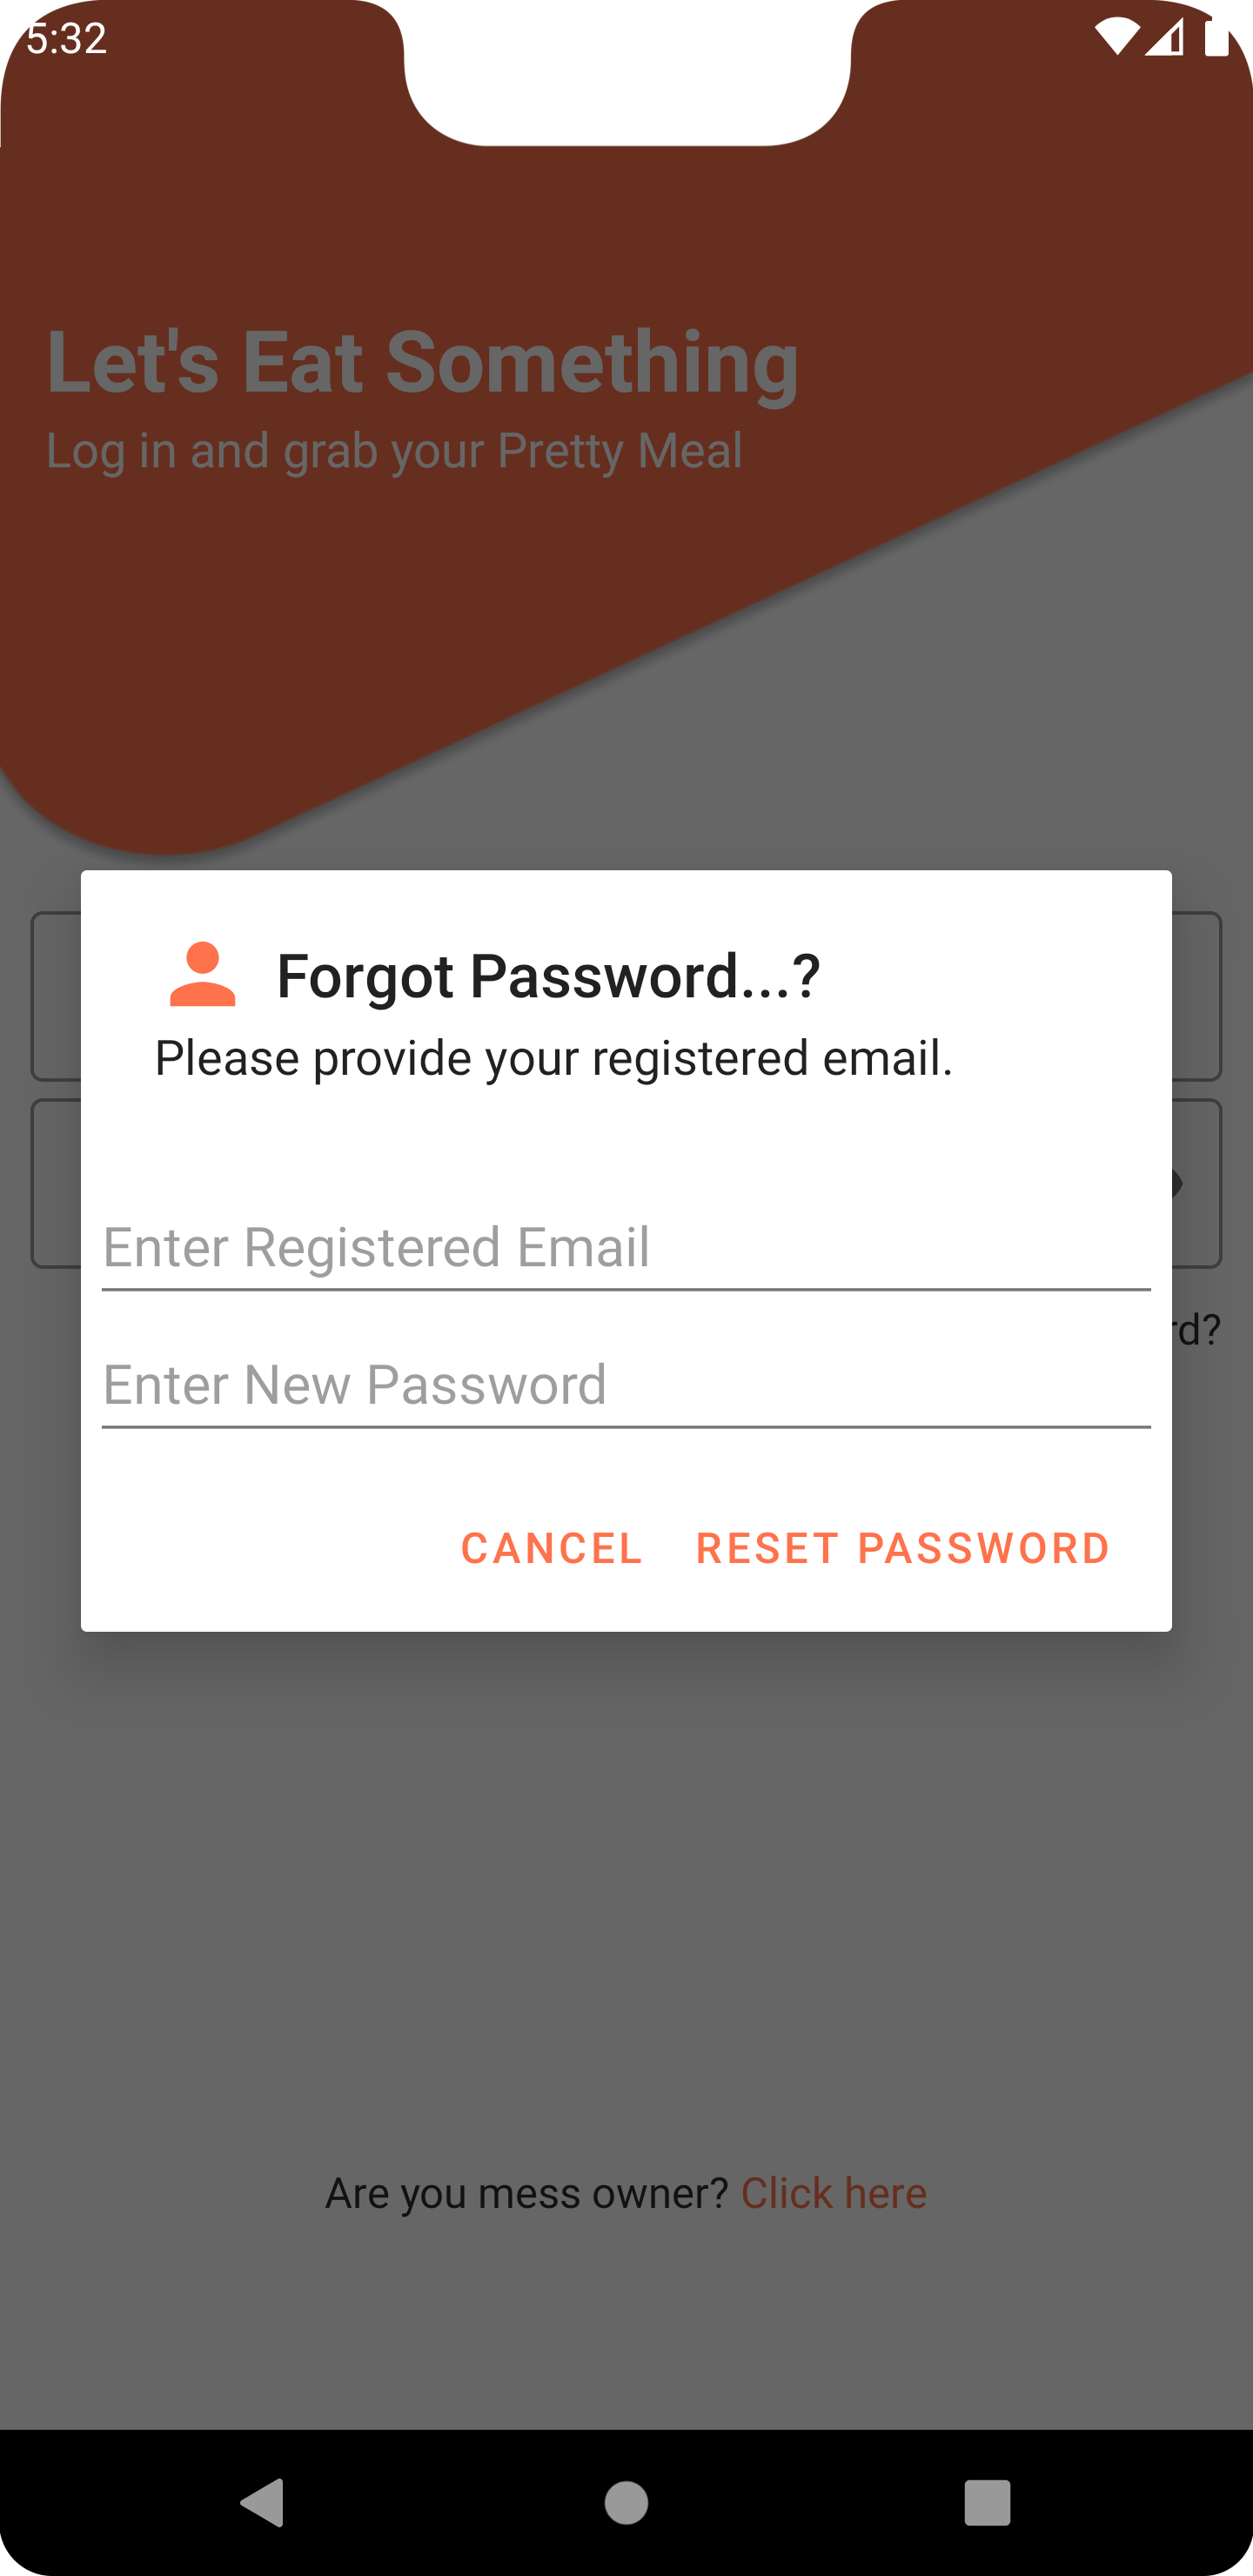 5:32
Let's Eat Something
Log in and grab your Pretty Meal
Forgot Password...?
Please provide your registered email.
Enter Registered Email
rd?
Enter New Password
CANCEL RESET PASSWORD
Are you mess owner? Click here